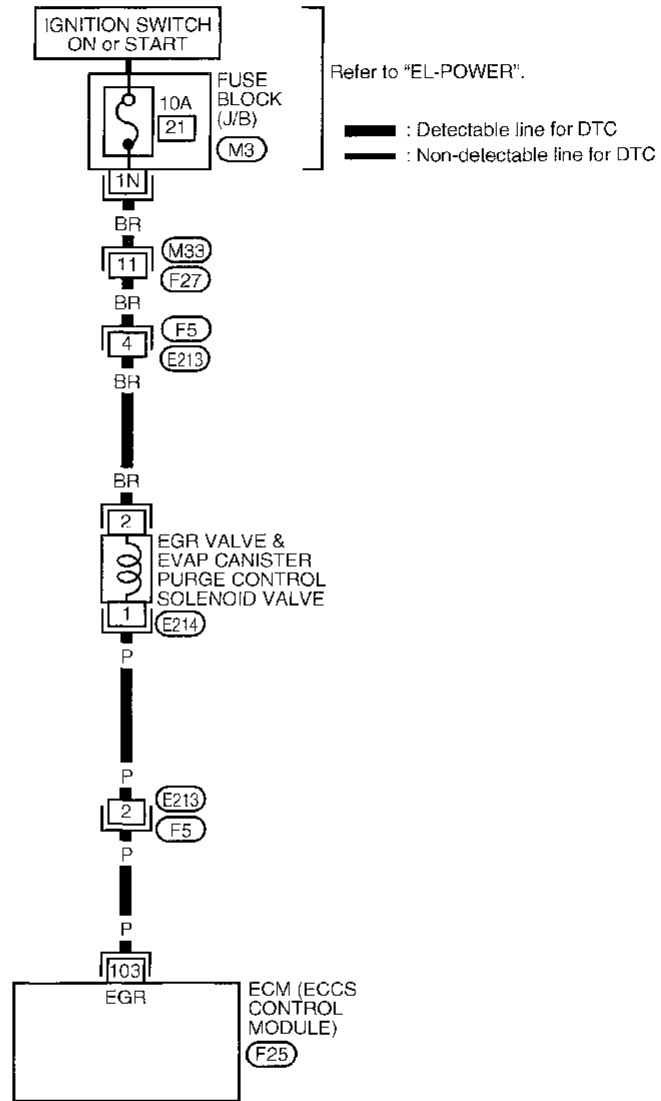 IGNITION SWITCH
ON or START
Refer to "EL-POWER".
FUSE
BLOCK
(J/B)
10A
21
M3
: Detectable line for DTC
: Non-detectable line for DTC
1N
BR
11
M33
F27
BR
4
F5
E213
BR
BR
2
EGR VALVE &
EVAP CANISTER
PURGE CONTROL
SOLENOID VALVE
1
E214
P
P
2
E213
F5
P
P
103
EGR
ECM (ECCS
CONTROL
MODULE)
F25